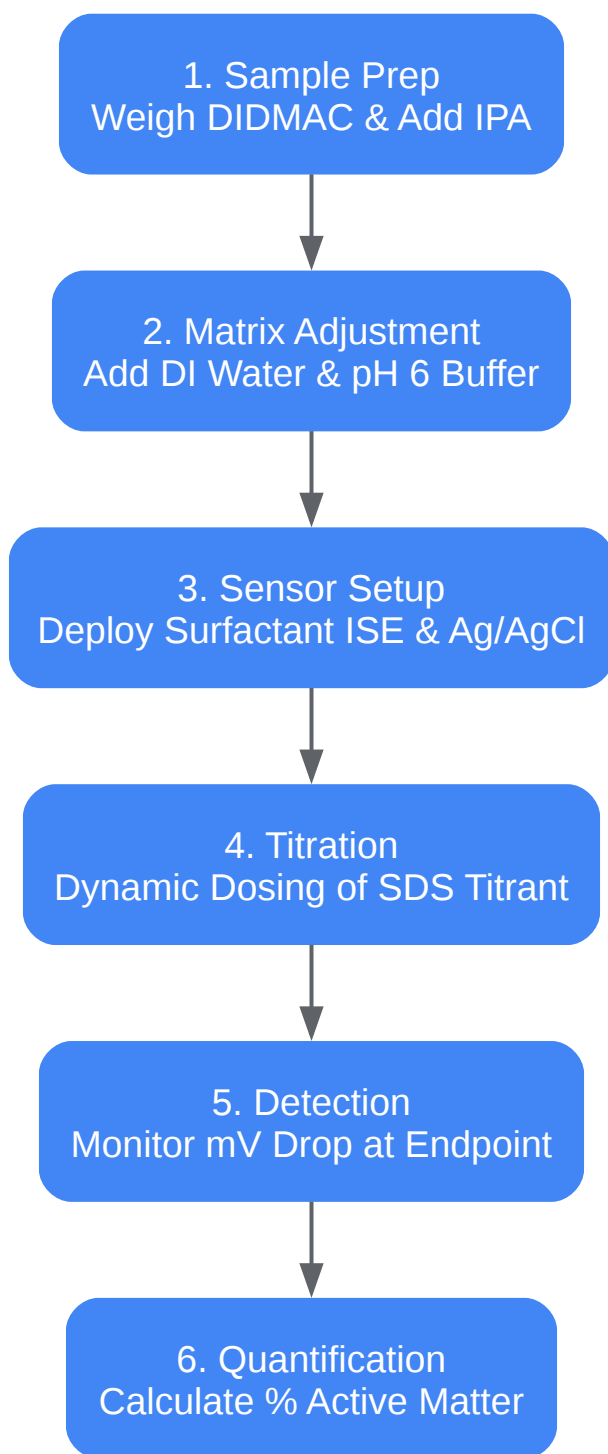 1. Sample Prep
Weigh DIDMAC & Add IPA
2. Matrix Adjustment
Add DI Water & pH 6 Buffer
3. Sensor Setup
Deploy Surfactant ISE & Ag/AgCl
4. Titration
Dynamic Dosing of SDS Titrant
5. Detection
Monitor mV Drop at Endpoint
6. Quantification
Calculate % Active Matter